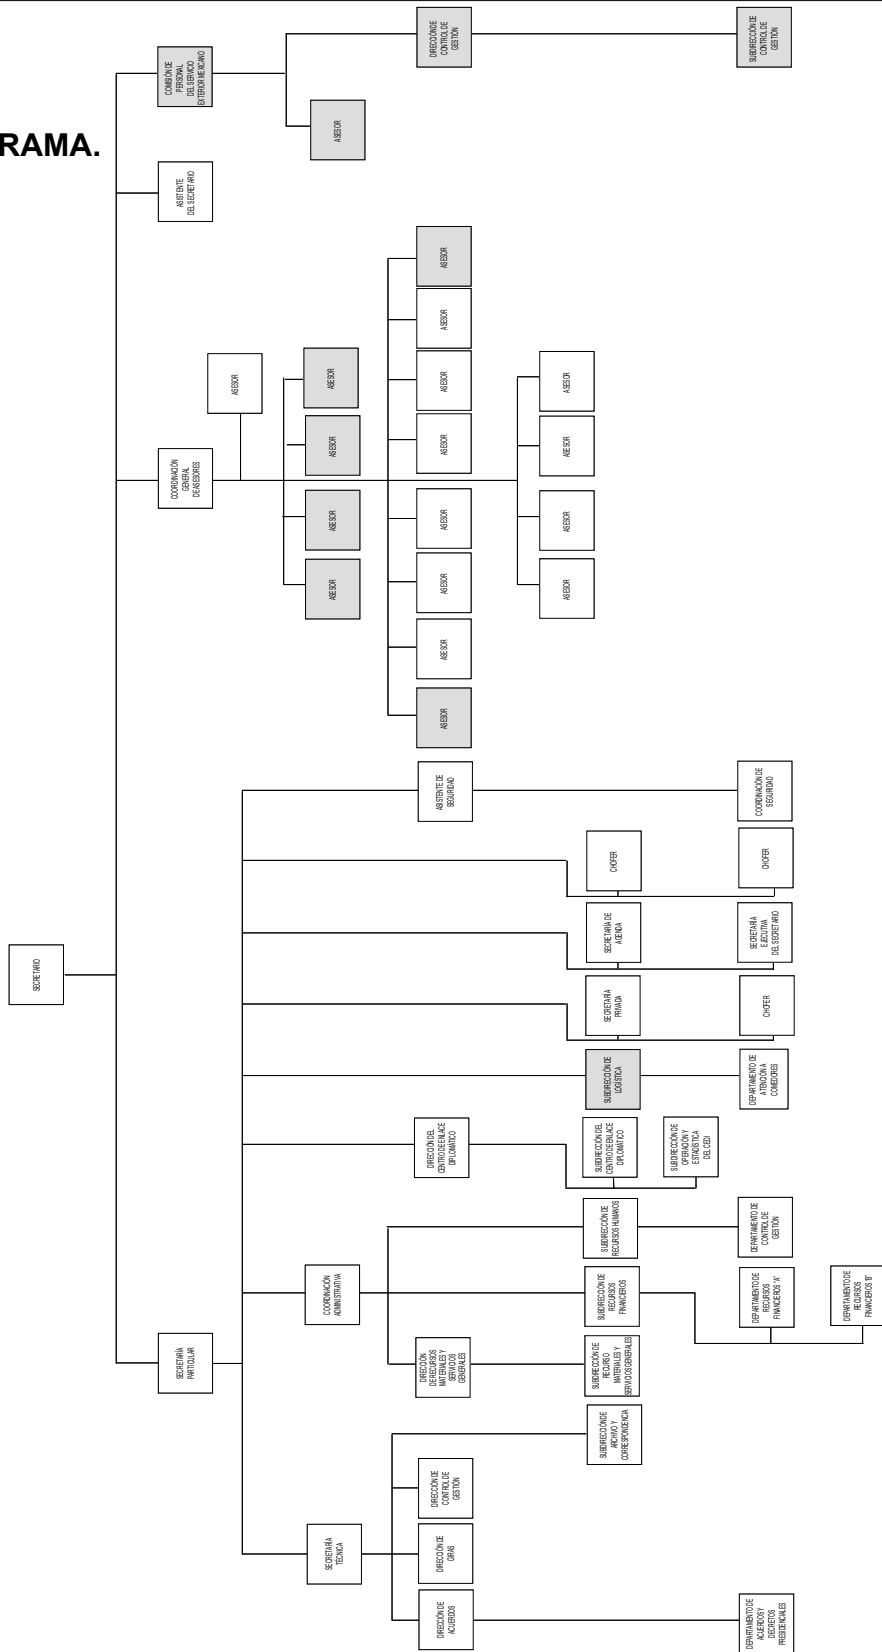 RAMA.
SECRETARIO
SECRETARÍA
PARTICULAR
COORDINACIÓN
GENERAL
DE ASESORES
ASISTENTE
DEL SECRETARIO
COMISIÓN DE
PERSONAL
DEL SERVICIO
EXTERIOR MEXICANO
ASESOR
SECRETARÍA
TÉCNICA
COORDINACIÓN
ADMINISTRATIVA
ASESOR
ASESOR
ASESOR
ASESOR
ASESOR
DIRECCIÓN DE
ACUERDOS
DIRECCIÓN DE
GIRAS
DIRECCIÓN DE
CONTROL DE
GESTIÓN
DIRECCIÓN
DE RECURSOS
MATERIALES Y
SERVICIOS
GENERALES
DIRECCIÓN DEL
CENTRO DE ENLACE
DIPLOMÁTICO
ASISTENTE DE
SEGURIDAD
ASESOR
ASESOR
ASESOR
ASESOR
ASESOR
ASESOR
ASESOR
ASESOR
DIRECCIÓN DE
CONTROL DE
GESTIÓN
ASESOR
ASESOR
ASESOR
ASESOR
SUBDIRECCIÓN DE
ARCHIVO Y
CORRESPONDENCIA
SUBDIRECCIÓN DE
RECURSO
MATERIALES Y
SERVICIOS GENERALES
SUBDIRECCIÓN DE
RECURSOS
FINANCIEROS
SUBDIRECCIÓN DE
RECURSOS HUMANOS
SUBDIRECCIÓN DEL
CENTRO DE ENLACE
DIPLOMÁTICO
SUBDIRECCIÓN DE
OPERACIÓN Y
ESTADÍSTICA
DEL CEDI
SUBDIRECCIÓN DE
LOGÍSTICA
SECRETARÍA
PRIVADA
SECRETARÍA DE
AGENDA
CHOFER
DEPARTAMENTO DE
ACUERDOS Y
DECRETOS
PRESIDENCIALES
DEPARTAMENTO DE
RECURSOS
FINANCIEROS "A"
DEPARTAMENTO DE
CONTROL DE
GESTIÓN
DEPARTAMENTO DE
ATENCIÓN A
COMEDORES
CHOFER
SECRETARÍA
EJECUTIVA
DEL SECRETARIO
CHOFER
COORDINACIÓN DE
SEGURIDAD
SUBDIRECCIÓN DE
CONTROL DE
GESTIÓN
DEPARTAMENTO DE
RECURSOS
FINANCIEROS "B"